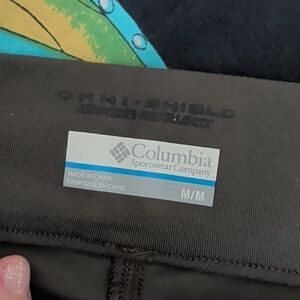 OMNI-SHIELD
Columbia
Sportswear Company
MADE IN CHINA
FABRIQUÉ EN CHINE
M/M